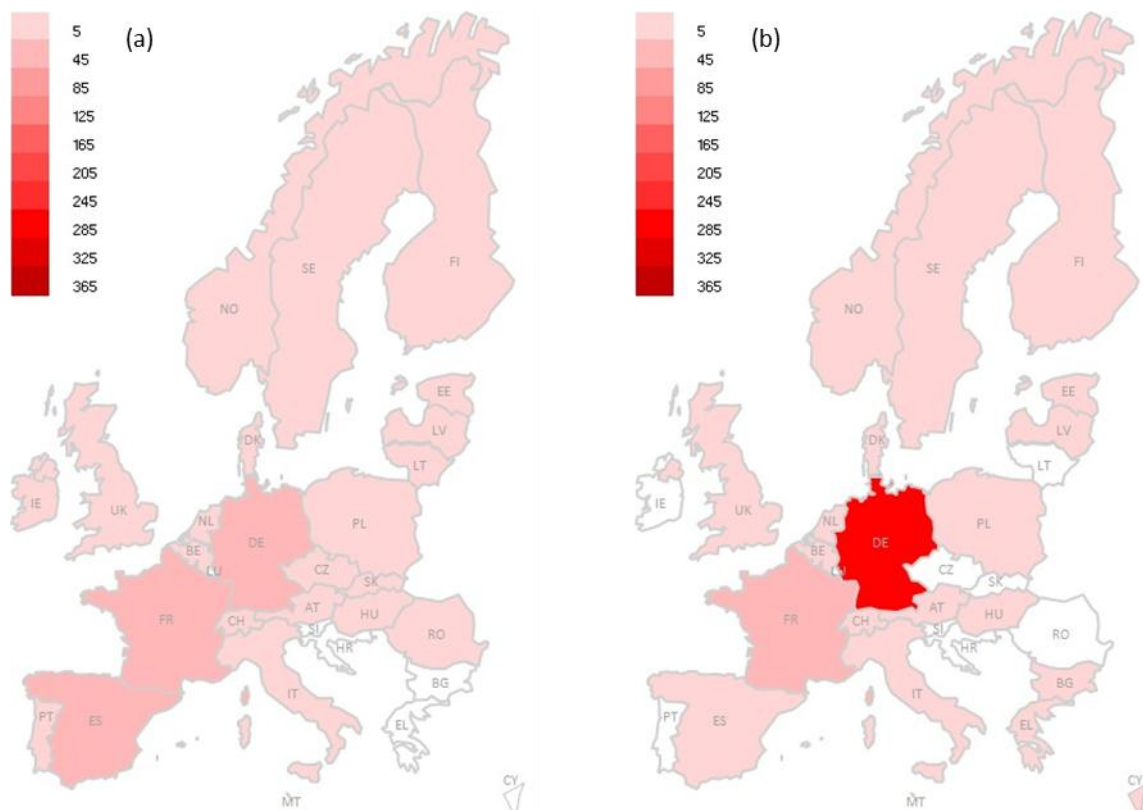 (a)
5
45
85
125
165
205
245
285
325
365
NO
SE
FI
EE
LV
LT
DK
IE
UK
NL
BE
LU
DE
PL
CZ
SK
FR
CH
AT
HU
SI
HR
RO
BG
PT
ES
IT
EL
MT
CY
(b)
5
45
85
125
165
205
245
285
325
365
NO
SE
FI
EE
LV
LT
DK
IE
UK
NL
BE
LU
DE
PL
CZ
SK
FR
CH
AT
HU
SI
HR
RO
BG
PT
ES
IT
EL
MT
CY